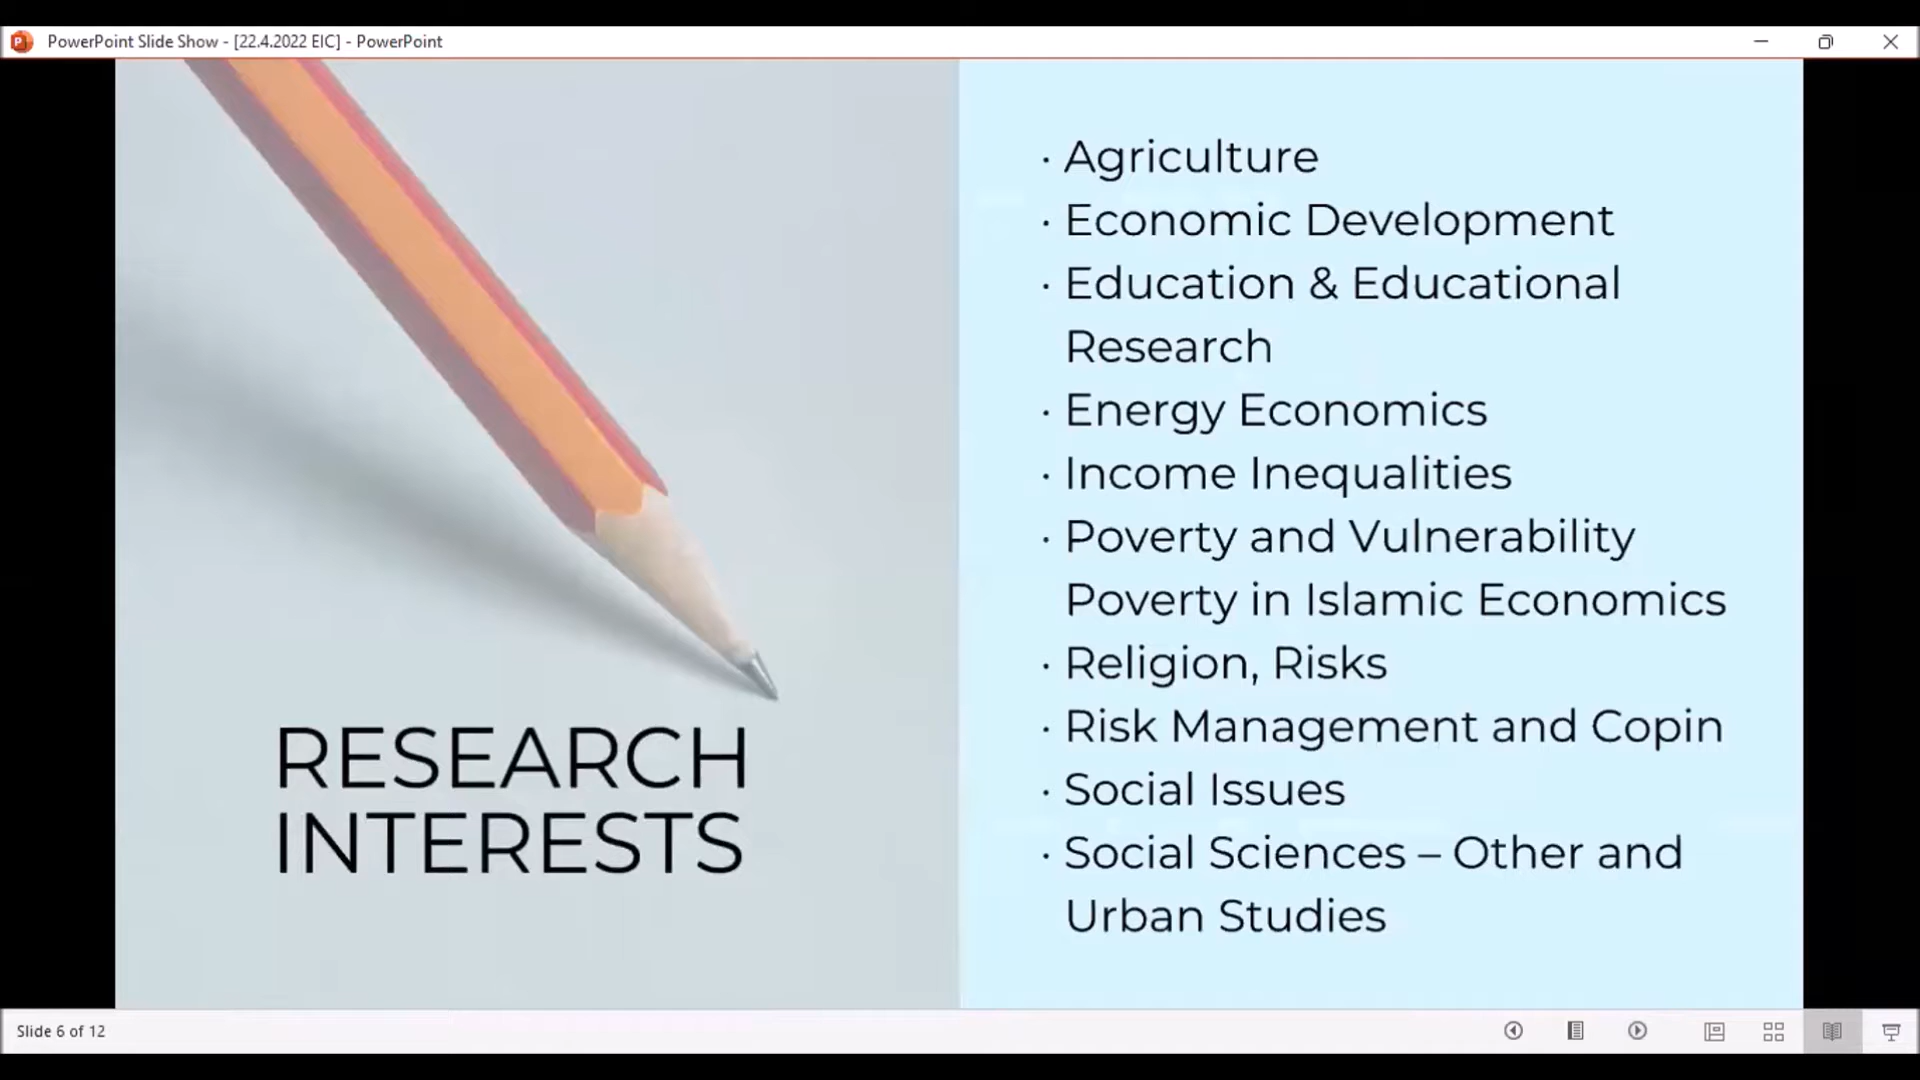 PowerPoint Slide Show - [22.4.2022 EIC] - PowerPoint
RESEARCH
INTERESTS
· Agriculture
· Economic Development
· Education & Educational
Research
· Energy Economics
· Income Inequalities
· Poverty and Vulnerability
Poverty in Islamic Economics
· Religion, Risks
· Risk Management and Copin
· Social Issues
· Social Sciences – Other and
Urban Studies
Slide 6 of 12